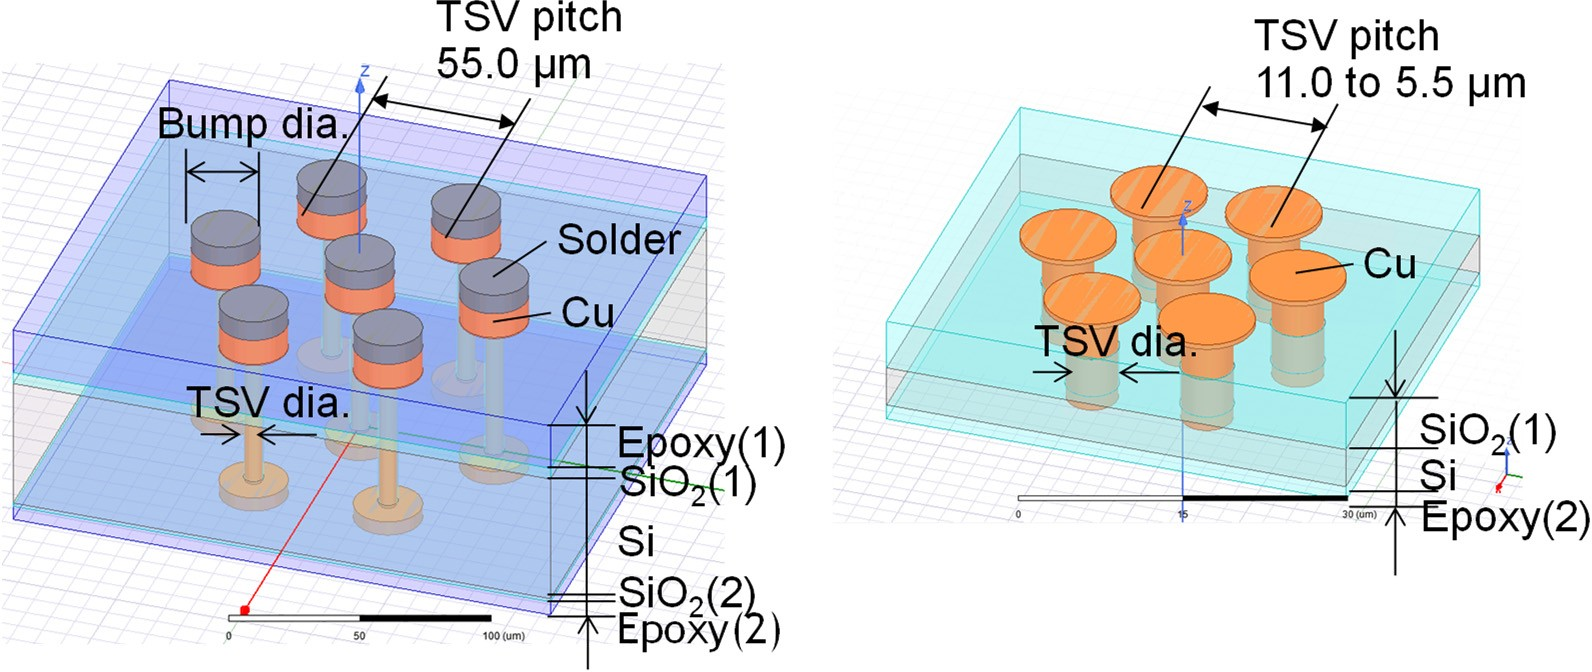 TSV pitch
55.0 µm
z
Bump dia.
Solder
Cu
TSV dia.
Epoxy(1)
SiO₂(1)
Si
SiO₂(2)
Epoxy(2)
0 50 100 (um)
TSV pitch
11.0 to 5.5 µm
z
Cu
TSV dia.
SiO₂(1)
Si
Epoxy(2)
0 15 30 (um)